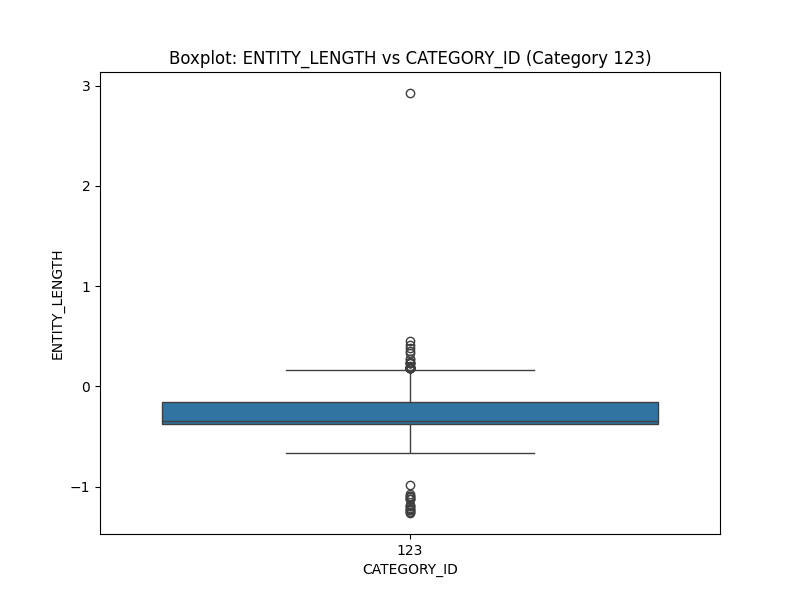 Boxplot: ENTITY_LENGTH vs CATEGORY_ID (Category 123)
3
2
1
0
−1
ENTITY_LENGTH
123
CATEGORY_ID